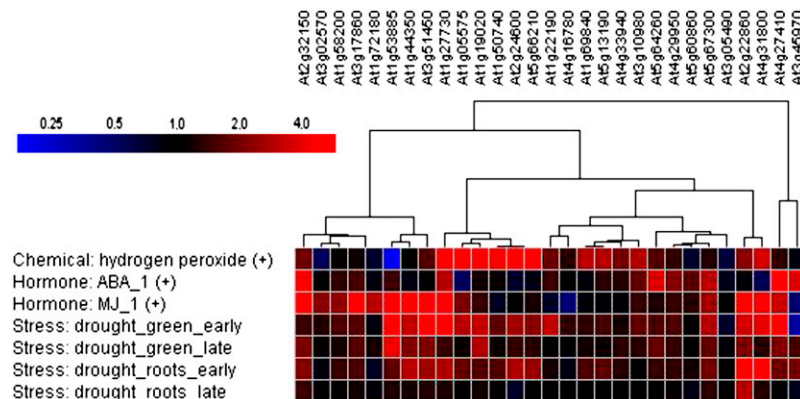 At2g32150
At3g02570
At1g58200
At3g17860
At1g72180
At1g53885
At1g44350
At3g51450
At1g27730
At1g05575
At1g19020
At1g50740
At2g24600
At5g66210
At1g22190
At4g16780
At1g69840
At5g13190
At4g33940
At3g10980
At5g64260
At4g29950
At5g60860
At5g67300
At3g05490
At2g22860
At4g31800
At4g27410
At3g45970
0.25 0.5 1.0 2.0 4.0
Chemical: hydrogen peroxide (+)
Hormone: ABA_1 (+)
Hormone: MJ_1 (+)
Stress: drought_green_early
Stress: drought_green_late
Stress: drought_roots_early
Stress: drought_roots_late